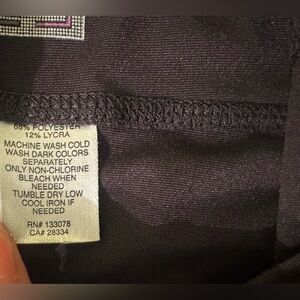 88% POLYESTER
12% LYCRA
MACHINE WASH COLD
WASH DARK COLORS
SEPARATELY
ONLY NON-CHLORINE
BLEACH WHEN
NEEDED
TUMBLE DRY LOW
COOL IRON IF
NEEDED
RN# 133078
CA# 28334